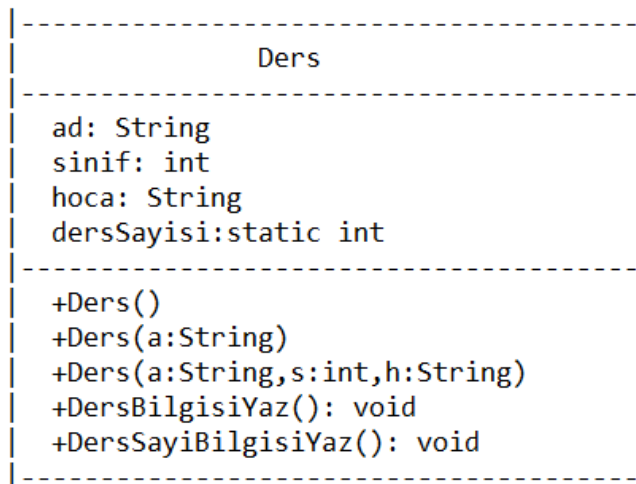 Ders
ad: String
sinif: int
hoca: String
dersSayisi:static int
+Ders()
+Ders(a:String)
+Ders(a:String,s:int,h:String)
+DersBilgisiYaz(): void
+DersSayiBilgisiYaz(): void